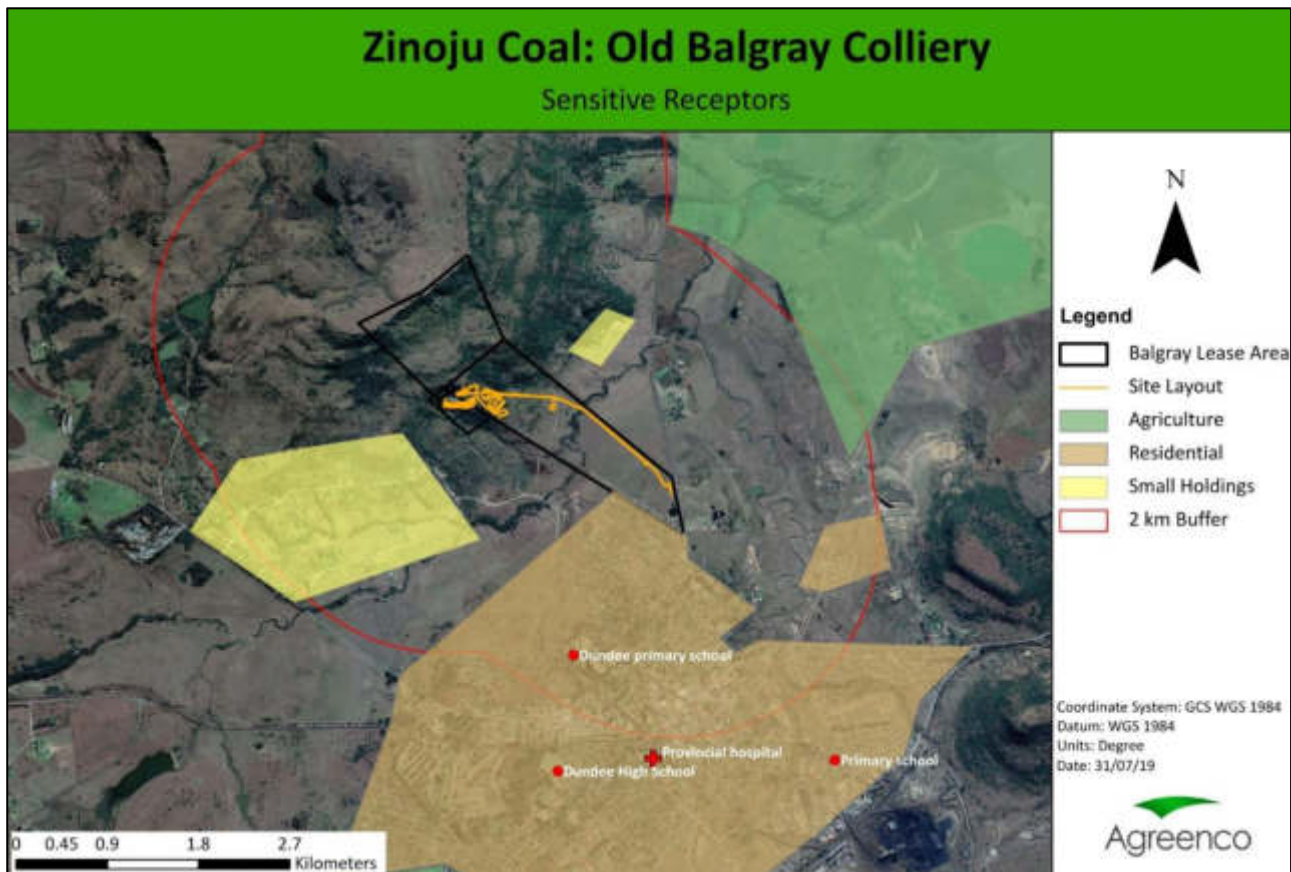 Zinoju Coal: Old Balgray Colliery
Sensitive Receptors
N
Legend
Balgray Lease Area
Site Layout
Agriculture
Residential
Small Holdings
2 km Buffer
Dundee primary school
Provincial hospital
Dundee High School
Primary school
Coordinate System: GCS WGS 1984
Datum: WGS 1984
Units: Degree
Date: 31/07/19
0 0.45 0.9 1.8 2.7
Kilometers
Agreenco